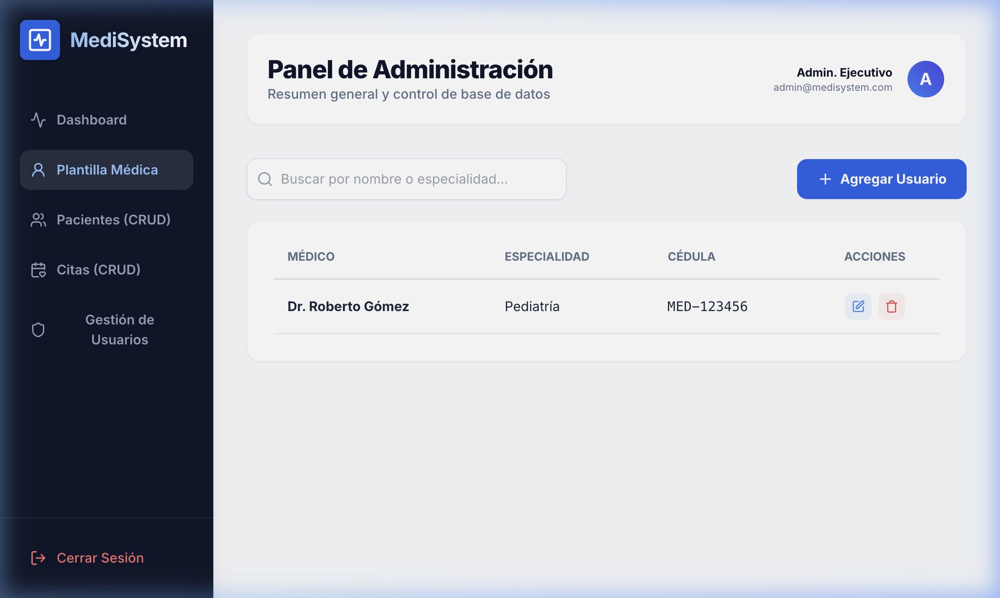 MediSystem
Dashboard
Plantilla Médica
Pacientes (CRUD)
Citas (CRUD)
Gestión de
Usuarios
Cerrar Sesión
Panel de Administración
Resumen general y control de base de datos
Admin. Ejecutivo
admin@medisystem.com
A
Buscar por nombre o especialidad...
Agregar Usuario
MÉDICO ESPECIALIDAD CÉDULA ACCIONES
Dr. Roberto Gómez Pediatría MED-123456